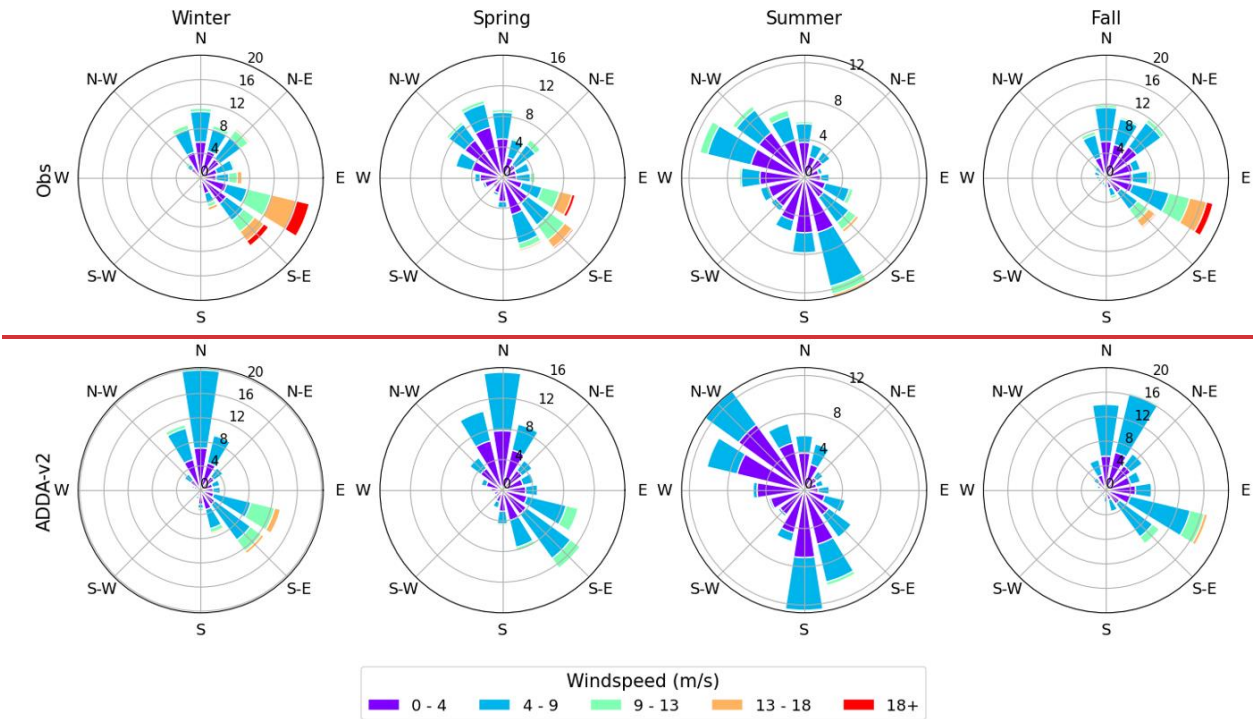 Winter Spring Summer Fall
N N N N
N-W 20 N-E N-W 16 N-E N-W 12 N-E N-W 20 N-E
16 12 8 16
12 8 4 12
8 4 0 8
4 0 4
0 0
Obs W E W E W E W E
S-W S-E S-W S-E S-W S-E S-W S-E
S S S S
N N N N
N-W 20 N-E N-W 16 N-E N-W 12 N-E N-W 20 N-E
16 12 8 16
12 8 4 12
8 4 0 8
4 0 4
0 0
ADDA-v2 W E W E W E W E
S-W S-E S-W S-E S-W S-E S-W S-E
S S S S
Windspeed (m/s)
0 - 4 4 - 9 9 - 13 13 - 18 18+